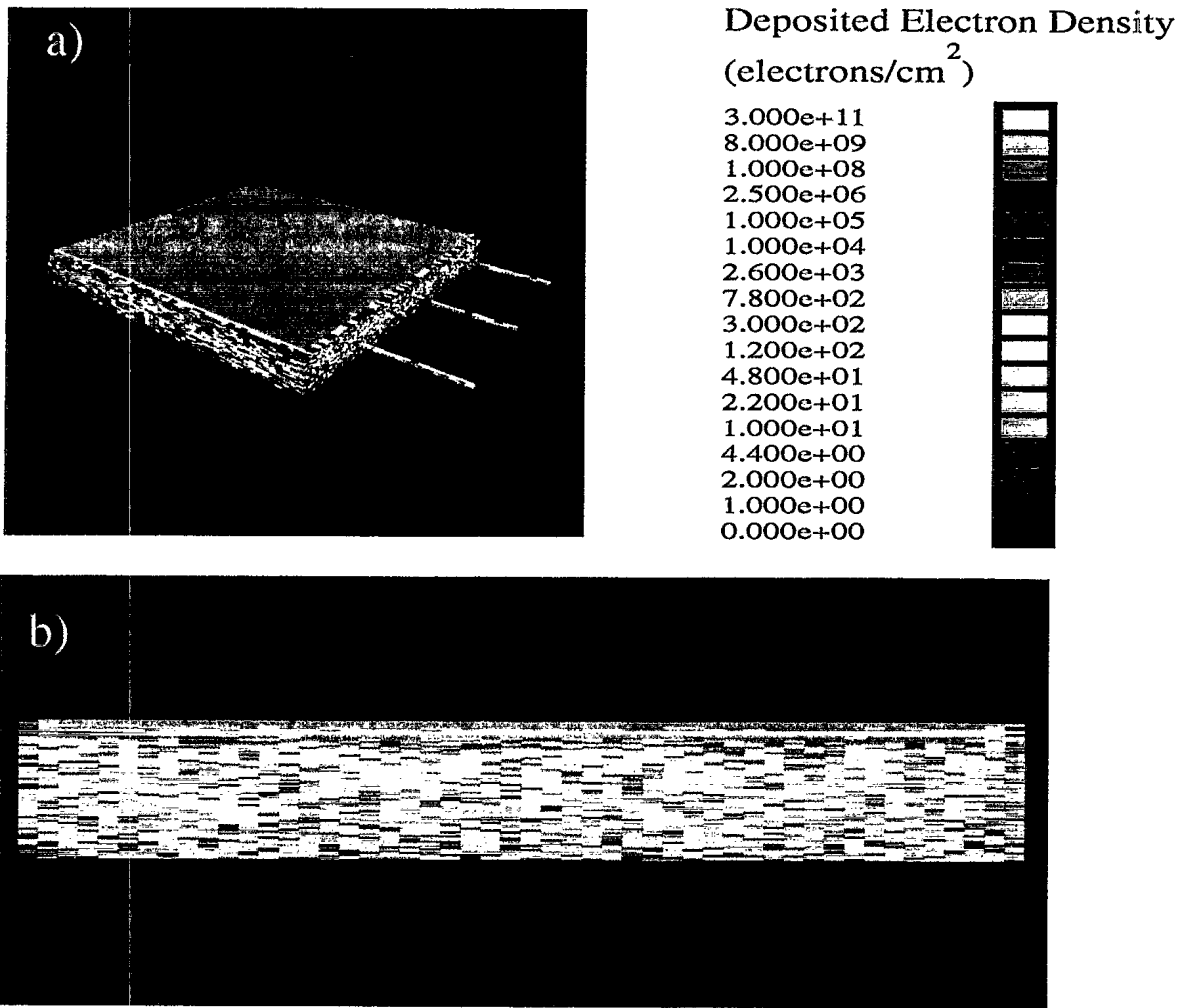 a)
Deposited Electron Density
(electrons/cm²)
3.000e+11
8.000e+09
1.000e+08
2.500e+06
1.000e+05
1.000e+04
2.600e+03
7.800e+02
3.000e+02
1.200e+02
4.800e+01
2.200e+01
1.000e+01
4.400e+00
2.000e+00
1.000e+00
0.000e+00
b)